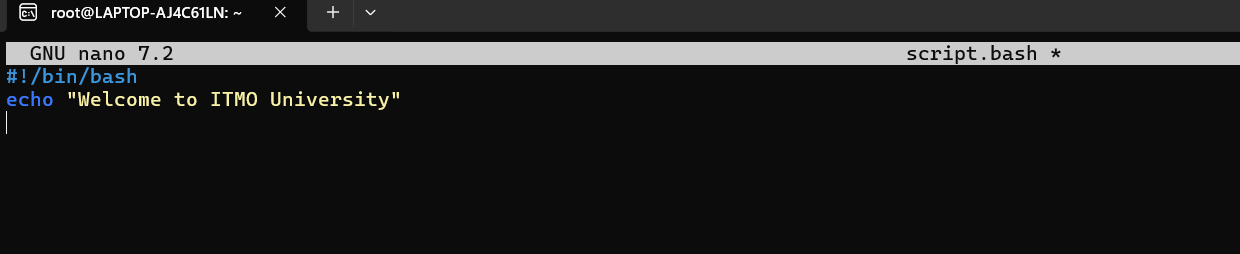 root@LAPTOP-AJ4C61LN: ~
GNU nano 7.2 script.bash *
#!/bin/bash
echo "Welcome to ITMO University"